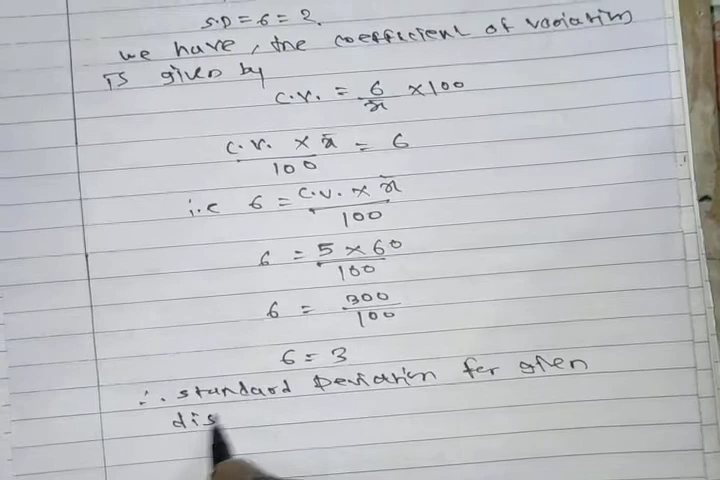 S.D = σ = ?
we have, the coefficient of variation
is given by
C.V. = σ/x̄ × 100
C.V. × x̄/100 = σ
i.e σ = C.V. × x̄/100
σ = 5 × 60/100
σ = 300/100
σ = 3
∴ standard Deviation for given
dis